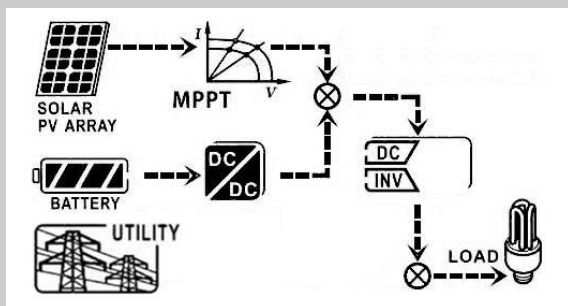 I
V
MPPT
SOLAR
PV ARRAY
DC
DC
DC
INV
BATTERY
UTILITY
LOAD